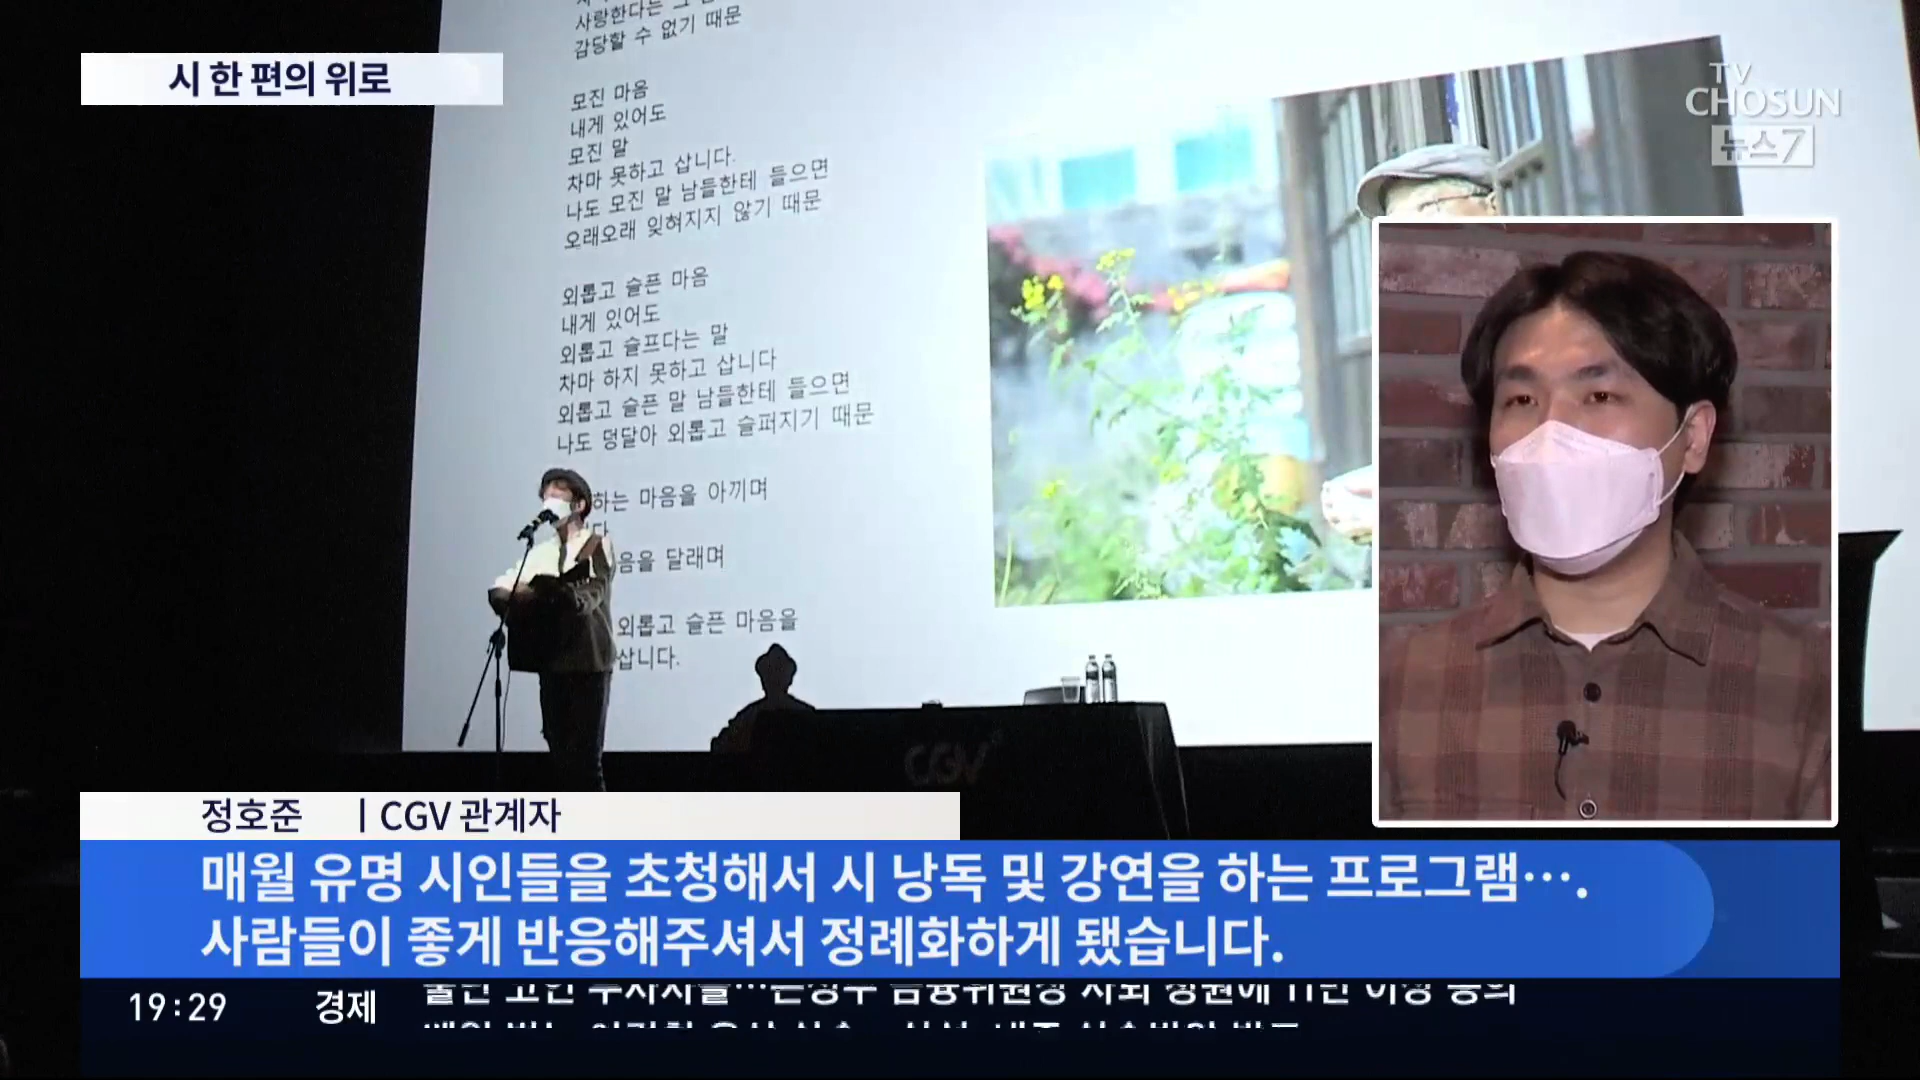 시 한 편의 위로
TV
CHOSUN
뉴스7
사랑한다는 그
감당할 수 없기 때문
모진 마음
내게 있어도
모진 말
차마 못하고 삽니다.
나도 모진 말 남들한테 들으면
오래오래 잊혀지지 않기 때문
외롭고 슬픈 마음
내게 있어도
외롭고 슬프다는 말
차마 하지 못하고 삽니다
외롭고 슬픈 말 남들한테 들으면
나도 덩달아 외롭고 슬퍼지기 때문
하는 마음을 아끼며
음을 달래며
외롭고 슬픈 마음을
삽니다.
CGV
정호준 | CGV 관계자
매월 유명 시인들을 초청해서 시 낭독 및 강연을 하는 프로그램….
사람들이 좋게 반응해주셔서 정례화하게 됐습니다.
19:29 경제